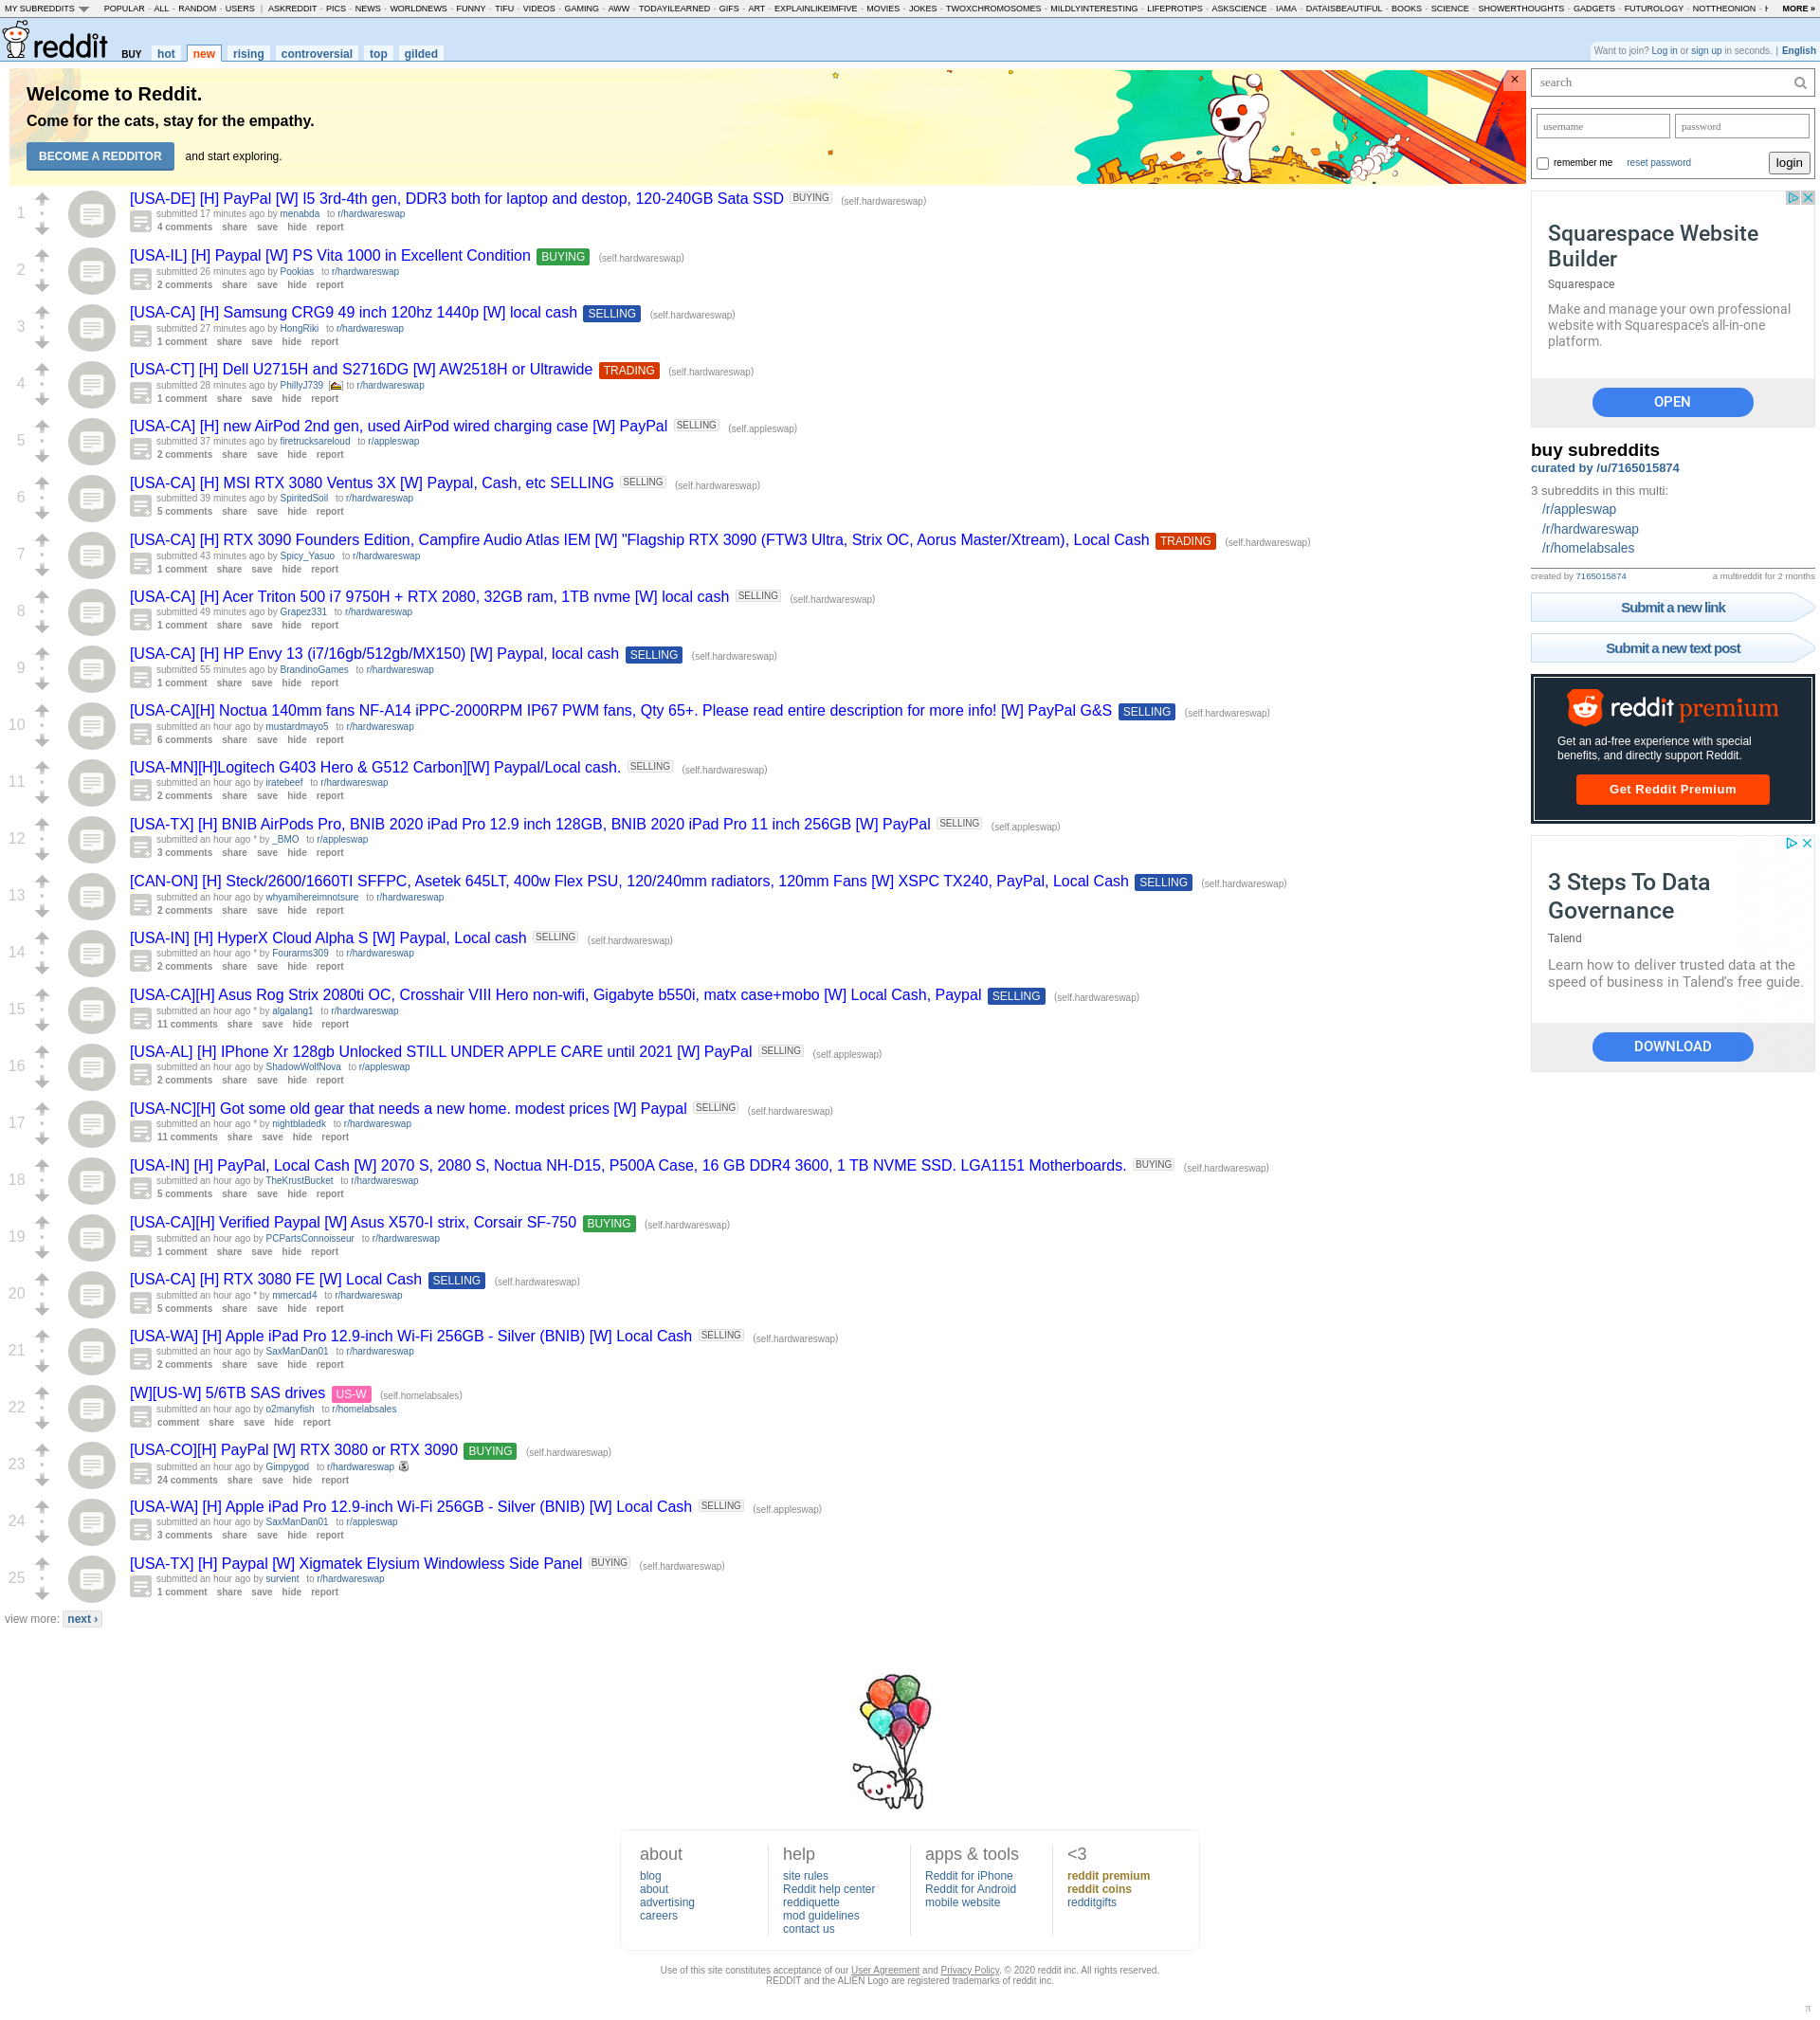 MY SUBREDDITS POPULAR - ALL - RANDOM - USERS | ASKREDDIT - PICS - NEWS - WORLDNEWS - FUNNY - TIFU - VIDEOS - GAMING - AWW - TODAYILEARNED - GIFS - ART - EXPLAINLIKEIMFIVE - MOVIES - JOKES - TWOXCHROMOSOMES - MILDLYINTERESTING - LIFEPROTIPS - ASKSCIENCE - IAMA - DATAISBEAUTIFUL - BOOKS - SCIENCE - SHOWERTHOUGHTS - GADGETS - FUTUROLOGY - NOTTHEONION - MORE »
reddit BUY hot new rising controversial top gilded
Want to join? Log in or sign up in seconds. | English
Welcome to Reddit.
Come for the cats, stay for the empathy.
BECOME A REDDITOR and start exploring.
1
[USA-DE] [H] PayPal [W] I5 3rd-4th gen, DDR3 both for laptop and destop, 120-240GB Sata SSD BUYING (self.hardwareswap)
submitted 17 minutes ago by menabda to r/hardwareswap
4 comments share save hide report
2
[USA-IL] [H] Paypal [W] PS Vita 1000 in Excellent Condition BUYING (self.hardwareswap)
submitted 26 minutes ago by Pookias to r/hardwareswap
2 comments share save hide report
3
[USA-CA] [H] Samsung CRG9 49 inch 120hz 1440p [W] local cash SELLING (self.hardwareswap)
submitted 27 minutes ago by HongRiki to r/hardwareswap
1 comment share save hide report
4
[USA-CT] [H] Dell U2715H and S2716DG [W] AW2518H or Ultrawide TRADING (self.hardwareswap)
submitted 28 minutes ago by PhillyJ739 [] to r/hardwareswap
1 comment share save hide report
5
[USA-CA] [H] new AirPod 2nd gen, used AirPod wired charging case [W] PayPal SELLING (self.appleswap)
submitted 37 minutes ago by firetrucksareloud to r/appleswap
2 comments share save hide report
6
[USA-CA] [H] MSI RTX 3080 Ventus 3X [W] Paypal, Cash, etc SELLING SELLING (self.hardwareswap)
submitted 39 minutes ago by SpiritedSoil to r/hardwareswap
5 comments share save hide report
7
[USA-CA] [H] RTX 3090 Founders Edition, Campfire Audio Atlas IEM [W] "Flagship RTX 3090 (FTW3 Ultra, Strix OC, Aorus Master/Xtream), Local Cash TRADING (self.hardwareswap)
submitted 43 minutes ago by Spicy_Yasuo to r/hardwareswap
1 comment share save hide report
8
[USA-CA] [H] Acer Triton 500 i7 9750H + RTX 2080, 32GB ram, 1TB nvme [W] local cash SELLING (self.hardwareswap)
submitted 49 minutes ago by Grapez331 to r/hardwareswap
1 comment share save hide report
9
[USA-CA] [H] HP Envy 13 (i7/16gb/512gb/MX150) [W] Paypal, local cash SELLING (self.hardwareswap)
submitted 55 minutes ago by BrandinoGames to r/hardwareswap
1 comment share save hide report
10
[USA-CA][H] Noctua 140mm fans NF-A14 iPPC-2000RPM IP67 PWM fans, Qty 65+. Please read entire description for more info! [W] PayPal G&S SELLING (self.hardwareswap)
submitted an hour ago by mustardmayo5 to r/hardwareswap
6 comments share save hide report
11
[USA-MN][H]Logitech G403 Hero & G512 Carbon][W] Paypal/Local cash. SELLING (self.hardwareswap)
submitted an hour ago by iratebeef to r/hardwareswap
2 comments share save hide report
12
[USA-TX] [H] BNIB AirPods Pro, BNIB 2020 iPad Pro 12.9 inch 128GB, BNIB 2020 iPad Pro 11 inch 256GB [W] PayPal SELLING (self.appleswap)
submitted an hour ago * by _BMO to r/appleswap
3 comments share save hide report
13
[CAN-ON] [H] Steck/2600/1660TI SFFPC, Asetek 645LT, 400w Flex PSU, 120/240mm radiators, 120mm Fans [W] XSPC TX240, PayPal, Local Cash SELLING (self.hardwareswap)
submitted an hour ago by whyamihereimnotsure to r/hardwareswap
2 comments share save hide report
14
[USA-IN] [H] HyperX Cloud Alpha S [W] Paypal, Local cash SELLING (self.hardwareswap)
submitted an hour ago * by Fourarms309 to r/hardwareswap
2 comments share save hide report
15
[USA-CA][H] Asus Rog Strix 2080ti OC, Crosshair VIII Hero non-wifi, Gigabyte b550i, matx case+mobo [W] Local Cash, Paypal SELLING (self.hardwareswap)
submitted an hour ago * by algalang1 to r/hardwareswap
11 comments share save hide report
16
[USA-AL] [H] IPhone Xr 128gb Unlocked STILL UNDER APPLE CARE until 2021 [W] PayPal SELLING (self.appleswap)
submitted an hour ago by ShadowWolfNova to r/appleswap
2 comments share save hide report
17
[USA-NC][H] Got some old gear that needs a new home. modest prices [W] Paypal SELLING (self.hardwareswap)
submitted an hour ago * by nightbladedk to r/hardwareswap
11 comments share save hide report
18
[USA-IN] [H] PayPal, Local Cash [W] 2070 S, 2080 S, Noctua NH-D15, P500A Case, 16 GB DDR4 3600, 1 TB NVME SSD. LGA1151 Motherboards. BUYING (self.hardwareswap)
submitted an hour ago by TheKrustBucket to r/hardwareswap
5 comments share save hide report
19
[USA-CA][H] Verified Paypal [W] Asus X570-I strix, Corsair SF-750 BUYING (self.hardwareswap)
submitted an hour ago by PCPartsConnoisseur to r/hardwareswap
1 comment share save hide report
20
[USA-CA] [H] RTX 3080 FE [W] Local Cash SELLING (self.hardwareswap)
submitted an hour ago * by mmercad4 to r/hardwareswap
5 comments share save hide report
21
[USA-WA] [H] Apple iPad Pro 12.9-inch Wi-Fi 256GB - Silver (BNIB) [W] Local Cash SELLING (self.hardwareswap)
submitted an hour ago by SaxManDan01 to r/hardwareswap
2 comments share save hide report
22
[W][US-W] 5/6TB SAS drives US-W (self.homelabsales)
submitted an hour ago by o2manyfish to r/homelabsales
comment share save hide report
23
[USA-CO][H] PayPal [W] RTX 3080 or RTX 3090 BUYING (self.hardwareswap)
submitted an hour ago by Gimpygod to r/hardwareswap
24 comments share save hide report
24
[USA-WA] [H] Apple iPad Pro 12.9-inch Wi-Fi 256GB - Silver (BNIB) [W] Local Cash SELLING (self.appleswap)
submitted an hour ago by SaxManDan01 to r/appleswap
3 comments share save hide report
25
[USA-TX] [H] Paypal [W] Xigmatek Elysium Windowless Side Panel BUYING (self.hardwareswap)
submitted an hour ago by survient to r/hardwareswap
1 comment share save hide report
view more: next ›
search
username password
remember me reset password login
Squarespace Website
Builder
Squarespace
Make and manage your own professional
website with Squarespace's all-in-one
platform.
OPEN
buy subreddits
curated by /u/7165015874
3 subreddits in this multi:
/r/appleswap
/r/hardwareswap
/r/homelabsales
created by 7165015874 a multireddit for 2 months
Submit a new link
Submit a new text post
reddit premium
Get an ad-free experience with special
benefits, and directly support Reddit.
Get Reddit Premium
3 Steps To Data
Governance
Talend
Learn how to deliver trusted data at the
speed of business in Talend's free guide.
DOWNLOAD
about
blog
about
advertising
careers
help
site rules
Reddit help center
reddiquette
mod guidelines
contact us
apps & tools
Reddit for iPhone
Reddit for Android
mobile website
<3
reddit premium
reddit coins
redditgifts
Use of this site constitutes acceptance of our User Agreement and Privacy Policy. © 2020 reddit inc. All rights reserved.
REDDIT and the ALIEN Logo are registered trademarks of reddit inc.
π